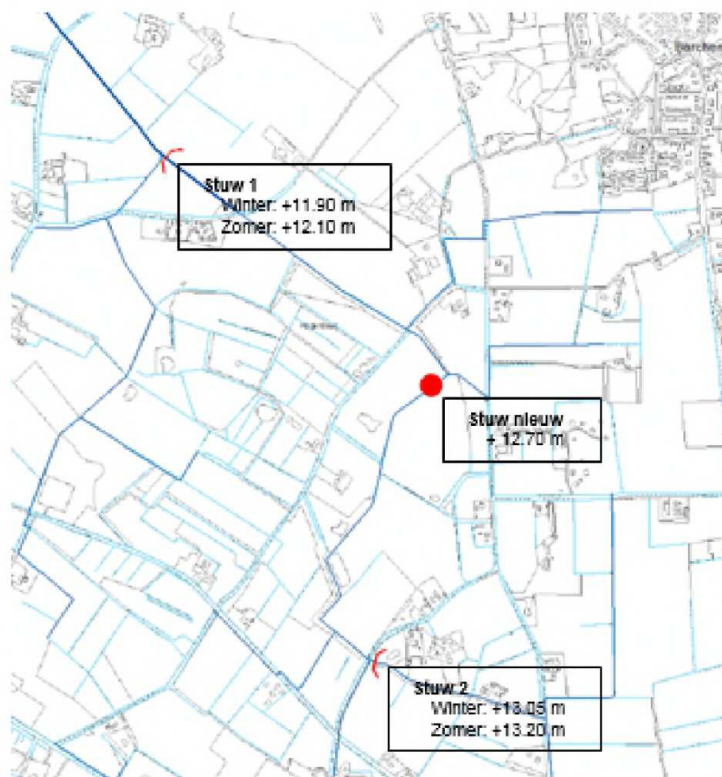 Stuw 1
Winter: +11.90 m
Zomer: +12.10 m
Stuw nieuw
+ 12.70 m
Stuw 2
Winter: +13.05 m
Zomer: +13.20 m